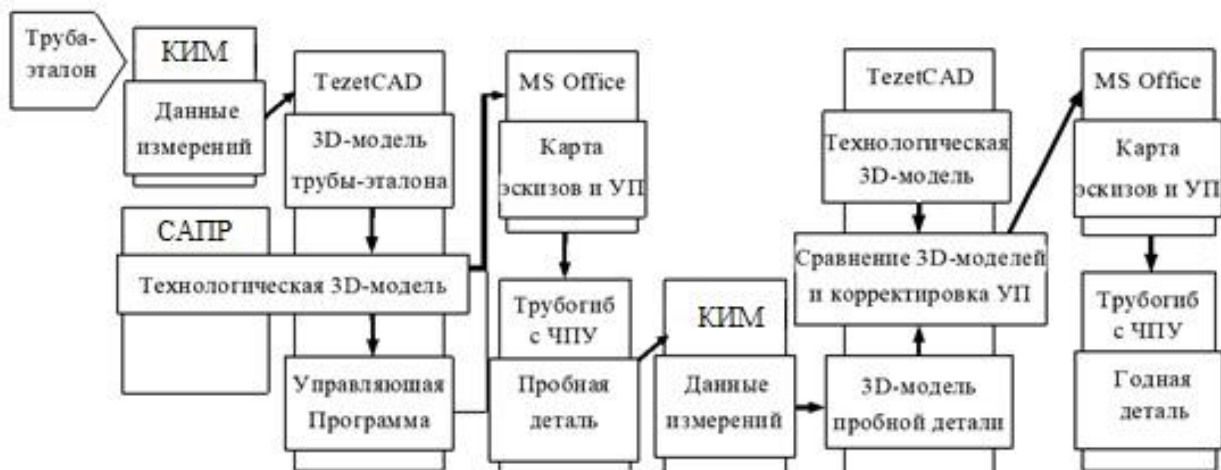 Труба-
эталон
КИМ
Данные
измерений
TezetCAD
3D-модель
трубы-эталона
САПР
Технологическая 3D-модель
Управляющая
Программа
MS Office
Карта
эскизов и УП
Трубогиб
с ЧПУ
Пробная
деталь
КИМ
Данные
измерений
TezetCAD
Технологическая
3D-модель
Сравнение 3D-моделей
и корректировка УП
3D-модель
пробной детали
MS Office
Карта
эскизов и УП
Трубогиб
с ЧПУ
Годная
деталь